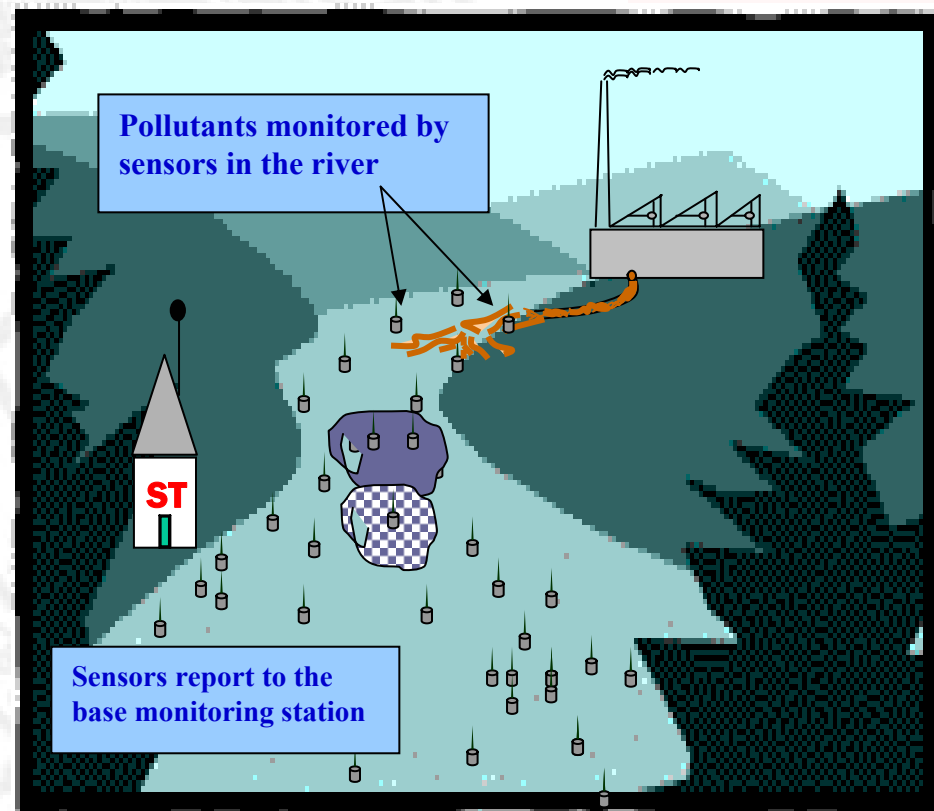 Pollutants monitored by
sensors in the river
ST
Sensors report to the
base monitoring station